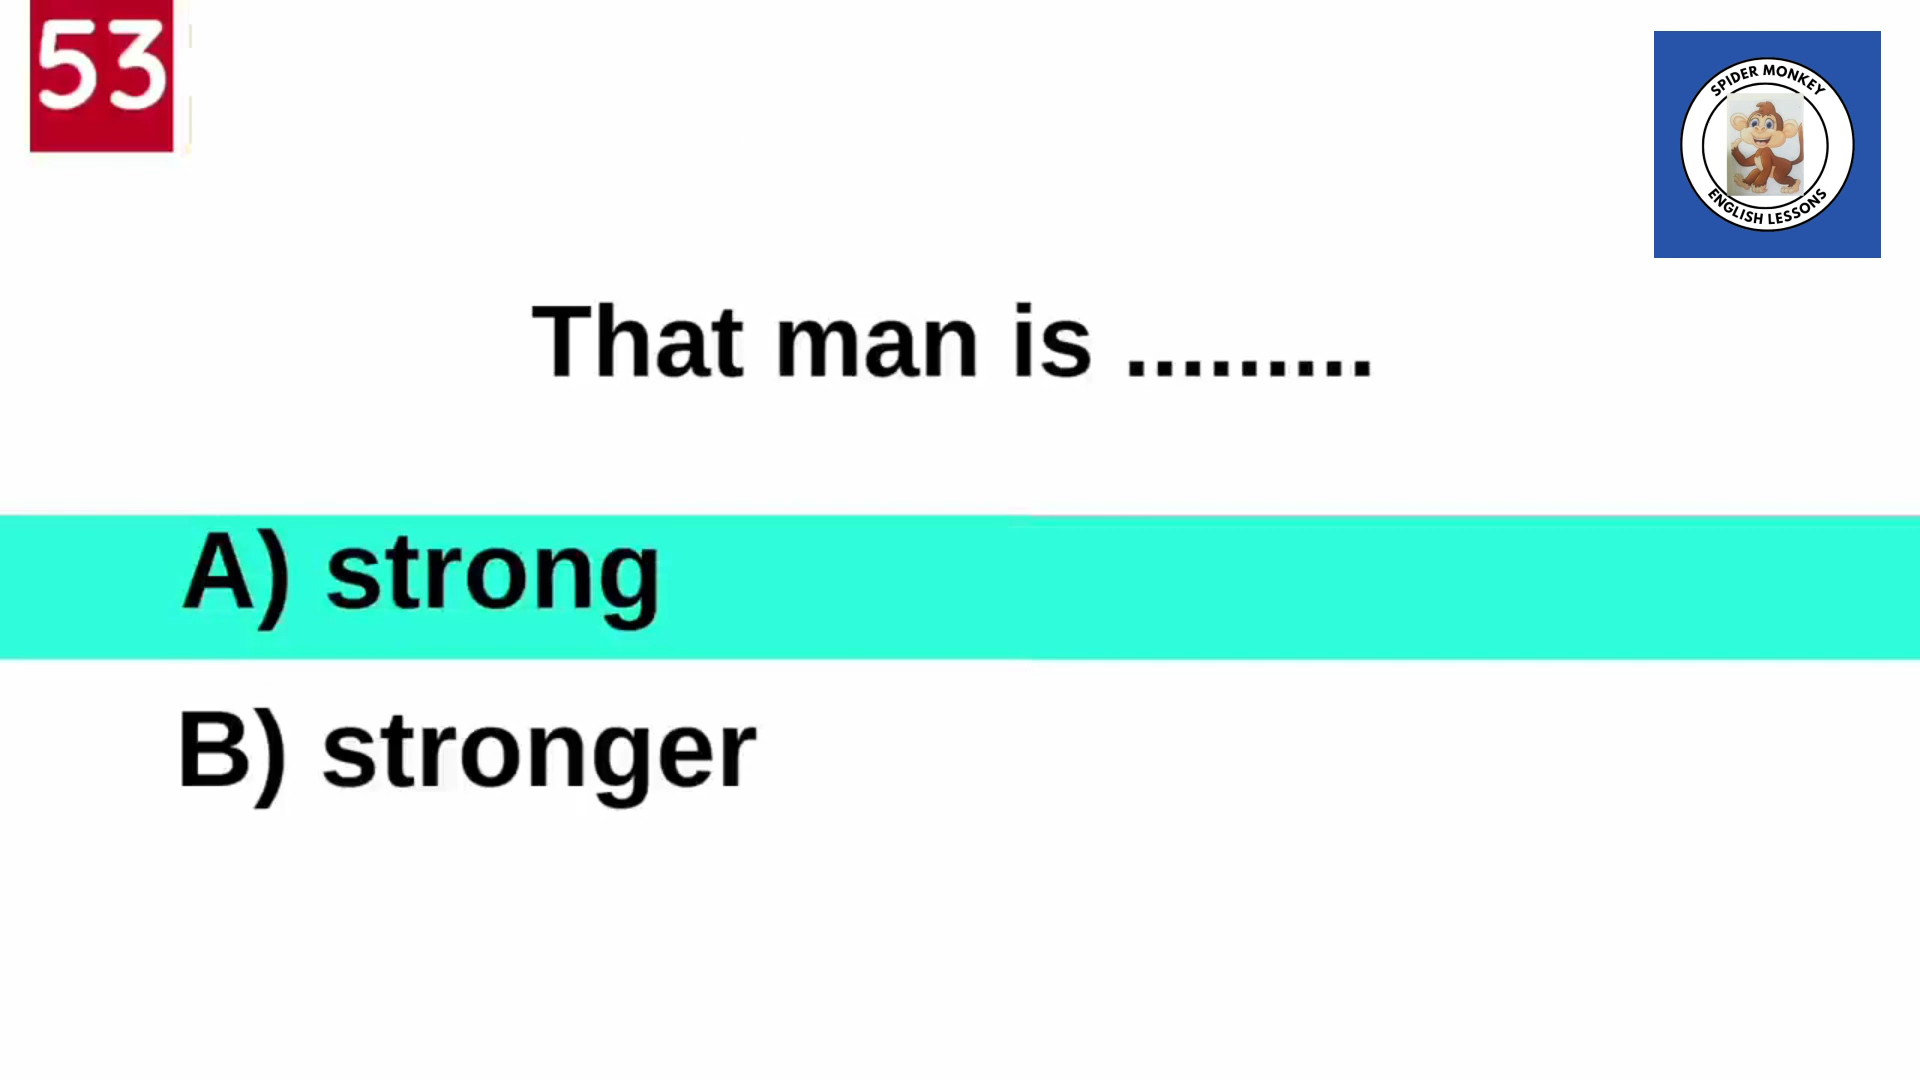 53
SPIDER MONKEY
ENGLISH LESSONS
That man is .........
A) strong
B) stronger